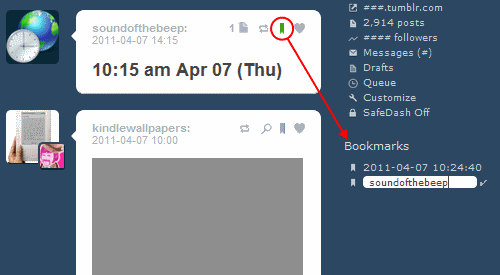 soundofthebeep: 1
2011-04-07 14:15
10:15 am Apr 07 (Thu)
kindlewallpapers:
2011-04-07 10:00
###.tumblr.com
2,914 posts
#### followers
Messages (#)
Drafts
Queue
Customize
SafeDash Off
Bookmarks
2011-04-07 10:24:40
soundofthebeep